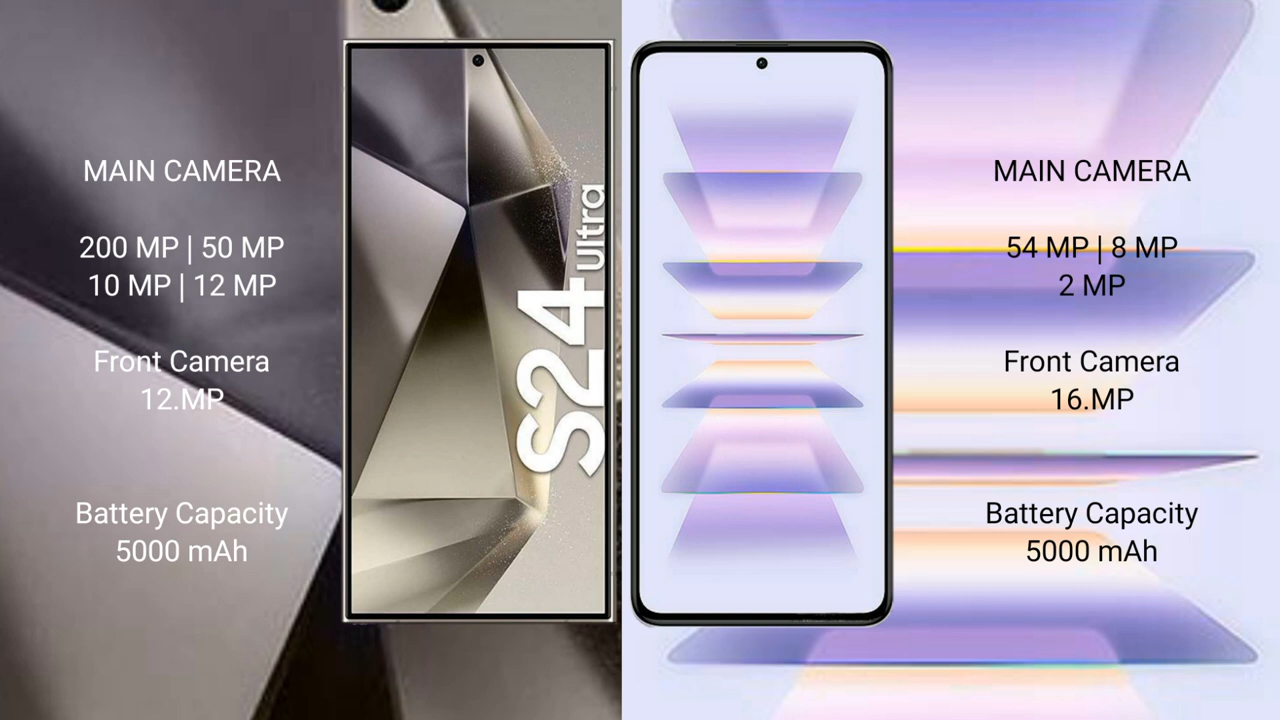 MAIN CAMERA
200 MP | 50 MP
10 MP | 12 MP
Front Camera
12.MP
Battery Capacity
5000 mAh
S24 Ultra
MAIN CAMERA
54 MP | 8 MP
2 MP
Front Camera
16.MP
Battery Capacity
5000 mAh